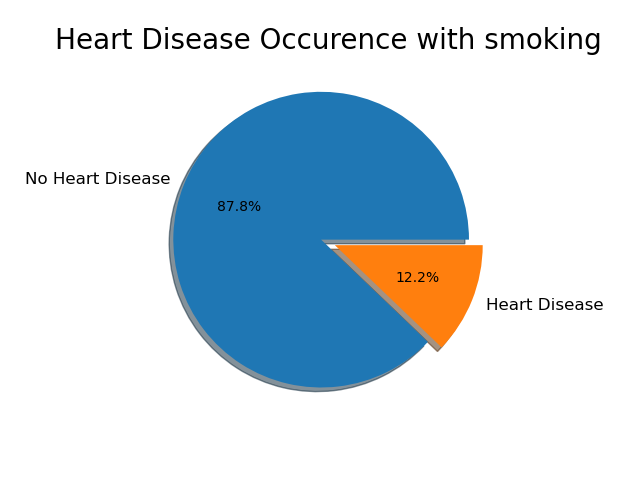 Heart Disease Occurence with smoking
No Heart Disease
87.8%
12.2%
Heart Disease